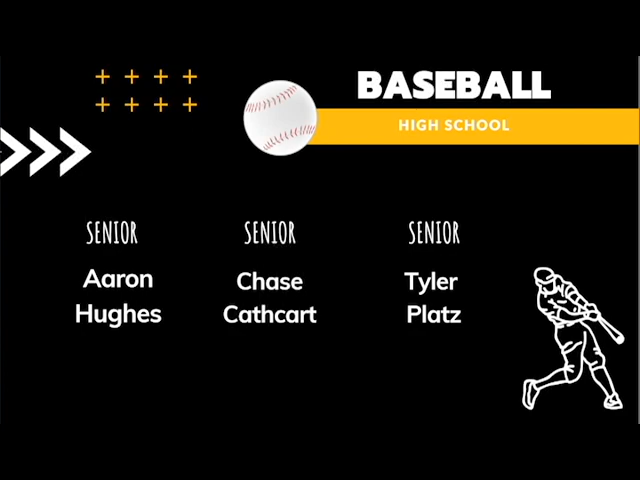 BASEBALL
HIGH SCHOOL
SENIOR
Aaron
Hughes
SENIOR
Chase
Cathcart
SENIOR
Tyler
Platz